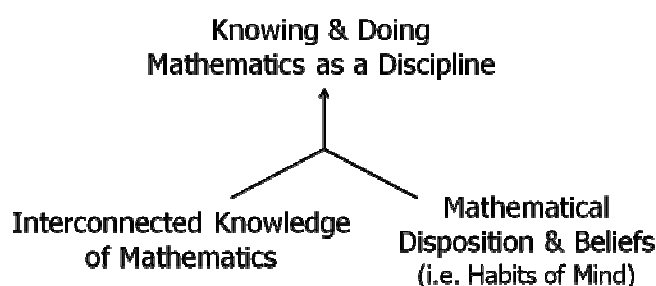 Knowing & Doing
Mathematics as a Discipline
Interconnected Knowledge
of Mathematics
Mathematical
Disposition & Beliefs
(i.e. Habits of Mind)